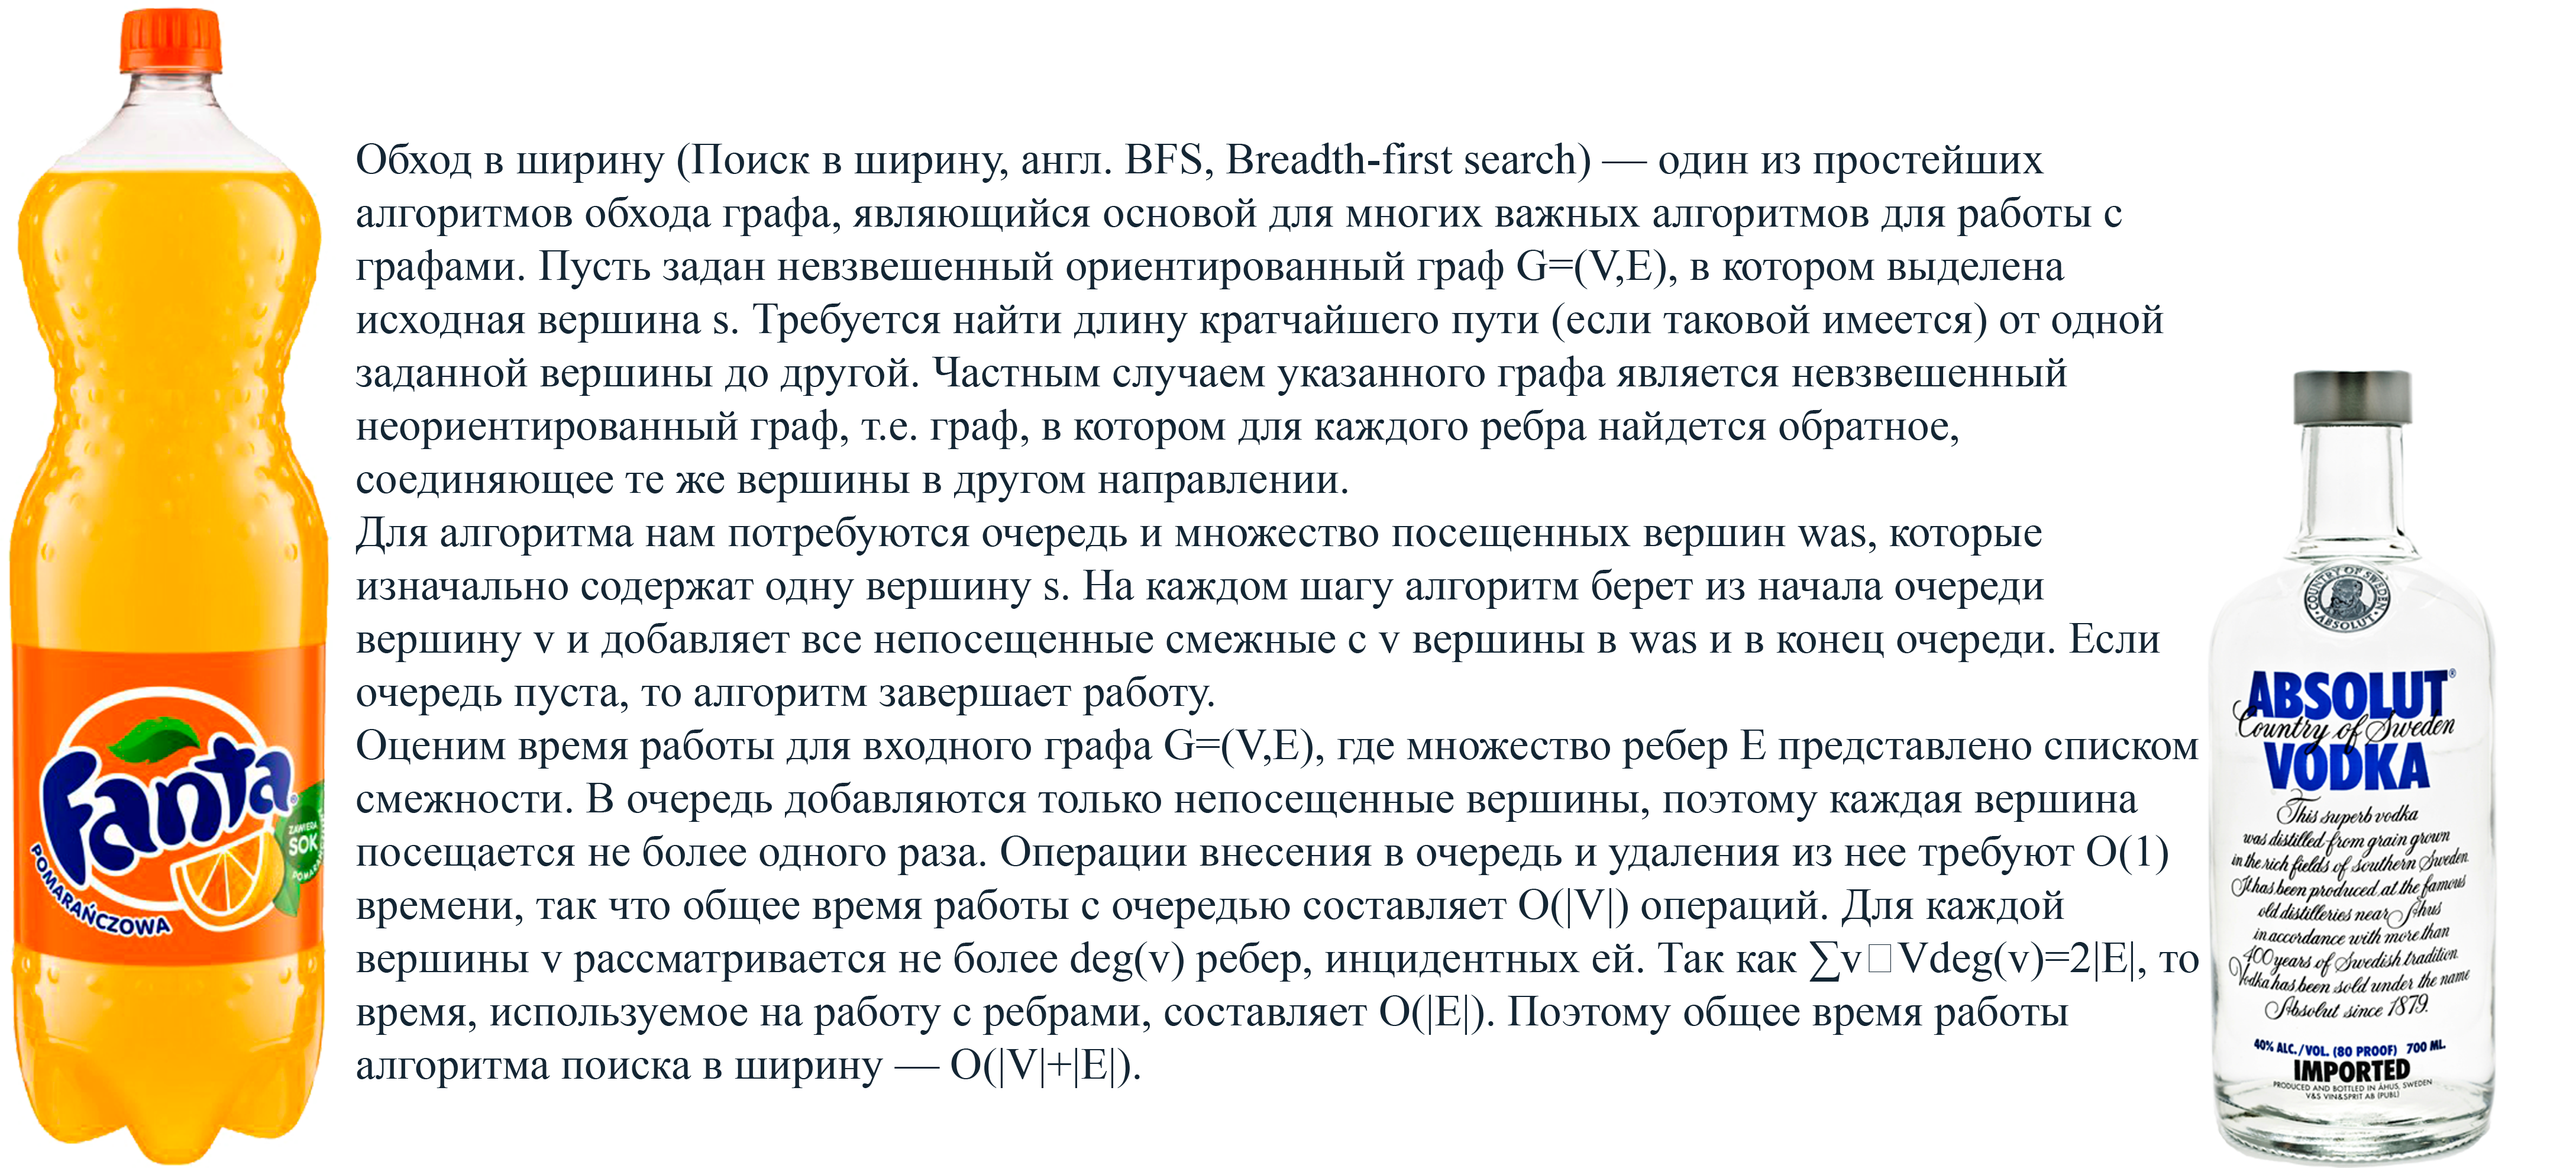 Обход в ширину (Поиск в ширину, англ. BFS, Breadth-first search) — один из простейших
алгоритмов обхода графа, являющийся основой для многих важных алгоритмов для работы с
графами. Пусть задан невзвешенный ориентированный граф G=(V,E), в котором выделена
исходная вершина s. Требуется найти длину кратчайшего пути (если таковой имеется) от одной
заданной вершины до другой. Частным случаем указанного графа является невзвешенный
неориентированный граф, т.е. граф, в котором для каждого ребра найдется обратное,
соединяющее те же вершины в другом направлении.
Для алгоритма нам потребуются очередь и множество посещенных вершин was, которые
изначально содержат одну вершину s. На каждом шагу алгоритм берет из начала очереди
вершину v и добавляет все непосещенные смежные с v вершины в was и в конец очереди. Если
очередь пуста, то алгоритм завершает работу.
Оценим время работы для входного графа G=(V,E), где множество ребер E представлено списком
смежности. В очередь добавляются только непосещенные вершины, поэтому каждая вершина
посещается не более одного раза. Операции внесения в очередь и удаления из нее требуют O(1)
времени, так что общее время работы с очередью составляет O(|V|) операций. Для каждой
вершины v рассматривается не более deg(v) ребер, инцидентных ей. Так как ∑v□Vdeg(v)=2|E|, то
время, используемое на работу с ребрами, составляет O(|E|). Поэтому общее время работы
алгоритма поиска в ширину — O(|V|+|E|).
Fanta
POMARAŃCZOWA
ZAWIERA
SOK
COUNTRY OF SWEDEN
ABSOLUT
ABSOLUT®
Country of Sweden
VODKA
This superb vodka
was distilled from grain grown
in the rich fields of southern Sweden
It has been produced at the famous
old distilleries near Åhus
in accordance with more than
400 years of Swedish tradition
Vodka has been sold under the name
Absolut since 1879.
40% ALC./VOL. (80 PROOF) 700 ML.
IMPORTED
PRODUCED AND BOTTLED IN ÅHUS, SWEDEN
V&S VIN&SPRIT AB (PUBL)